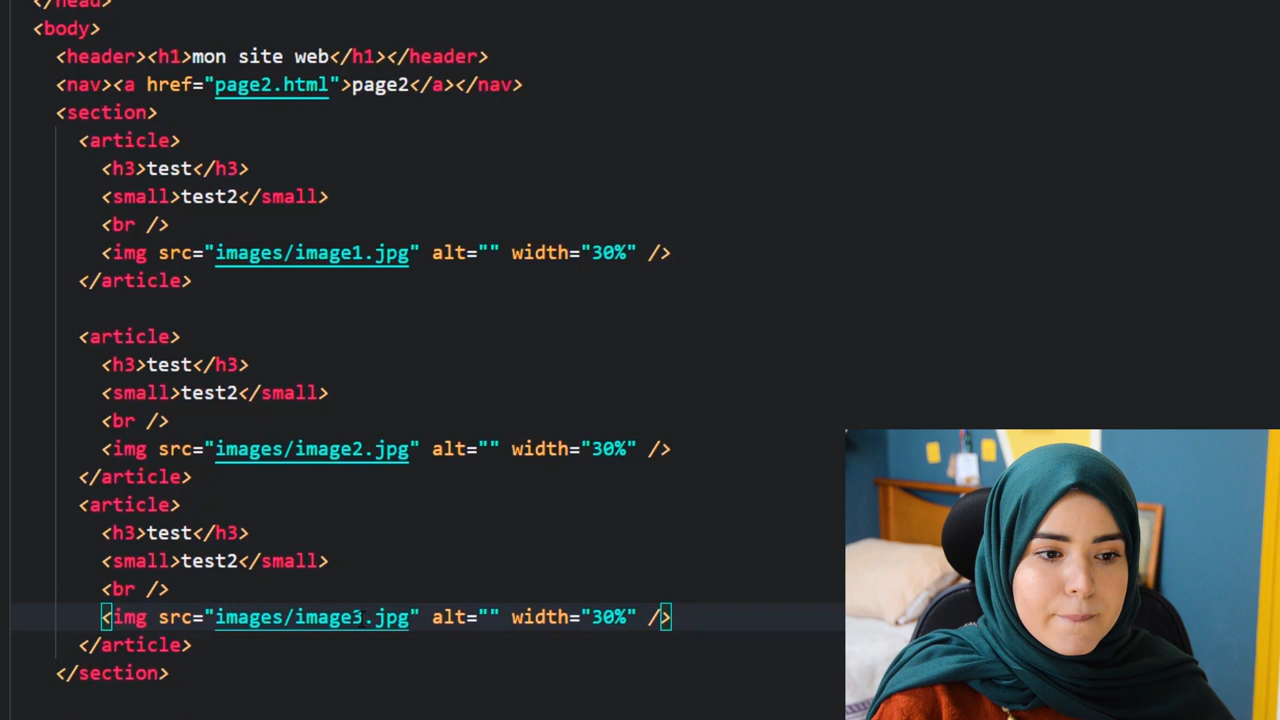 </head>
<body>
<header><h1>mon site web</h1></header>
<nav><a href="page2.html">page2</a></nav>
<section>
<article>
<h3>test</h3>
<small>test2</small>
<br />
<img src="images/image1.jpg" alt="" width="30%" />
</article>
<article>
<h3>test</h3>
<small>test2</small>
<br />
<img src="images/image2.jpg" alt="" width="30%" />
</article>
<article>
<h3>test</h3>
<small>test2</small>
<br />
<img src="images/image3.jpg" alt="" width="30%" />
</article>
</section>